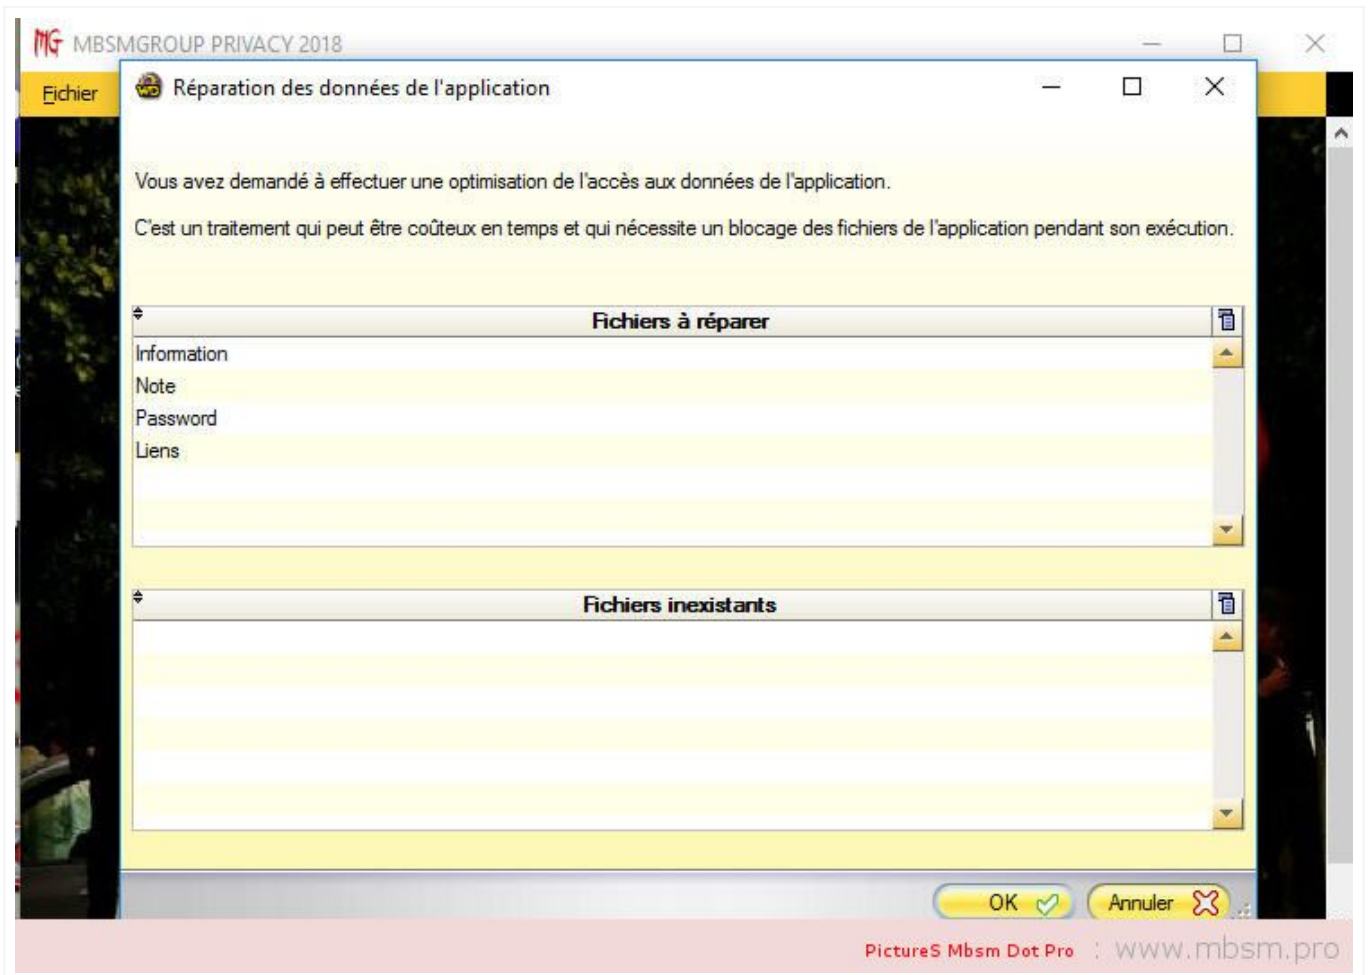 MG MBSMGROUP PRIVACY 2018
Fichier
Réparation des données de l'application
Vous avez demandé à effectuer une optimisation de l'accès aux données de l'application.
C'est un traitement qui peut être coûteux en temps et qui nécessite un blocage des fichiers de l'application pendant son exécution.
Fichiers à réparer
Information
Note
Password
Liens
Fichiers inexistants
OK
Annuler
PictureS Mbsm Dot Pro : www.mbsm.pro